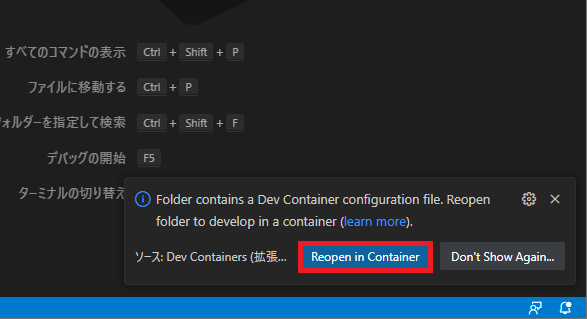 すべてのコマンドの表示 Ctrl + Shift + P
ファイルに移動する Ctrl + P
ォルダーを指定して検索 Ctrl + Shift + F
デバッグの開始 F5
ターミナルの切り替え
Folder contains a Dev Container configuration file. Reopen
folder to develop in a container (learn more).
ソース: Dev Containers (拡張... Reopen in Container Don't Show Again...